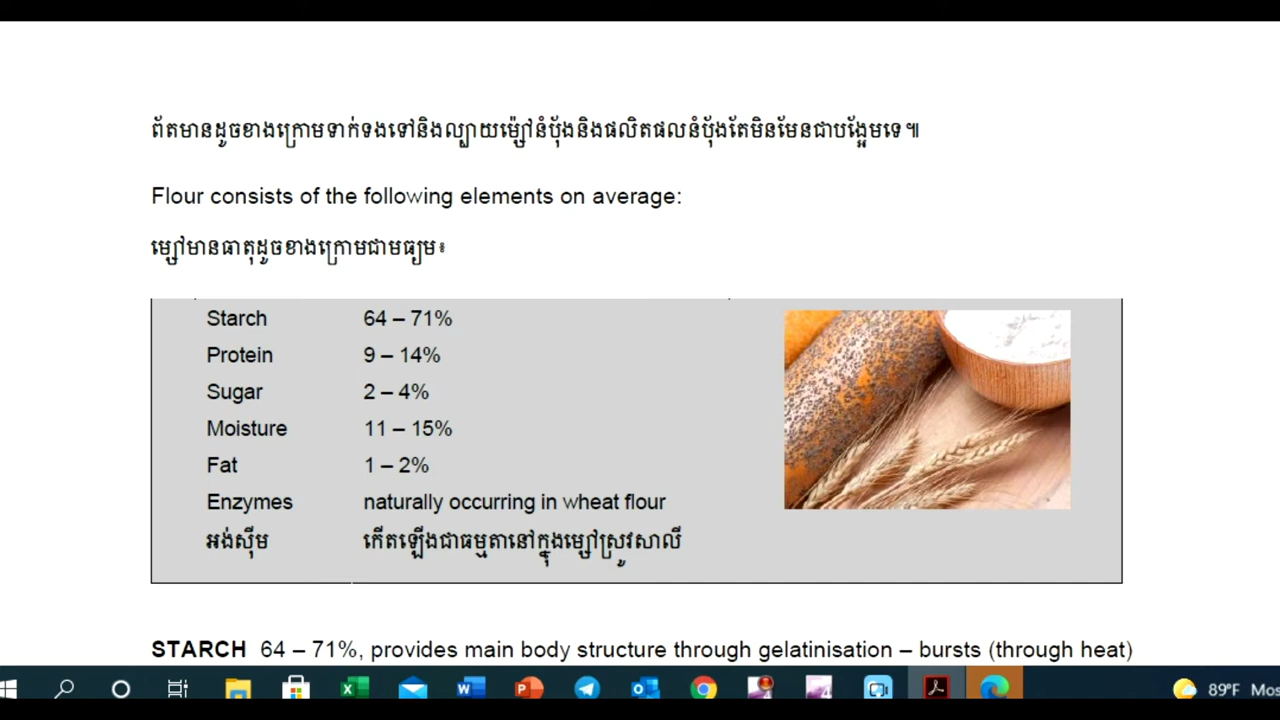 ព័តមានដូចខាងក្រោមទាក់ទងទៅនិងល្បាយម្ស៉ៅនំប៉័ងនិងផលិតផលនំប៉័ងតែមិនមែនជាបង្អែមទេ៕
Flour consists of the following elements on average:
ម្សៅមានធាតុដូចខាងក្រោមជាមធ្យម៖
Starch 64 – 71%
Protein 9 – 14%
Sugar 2 – 4%
Moisture 11 – 15%
Fat 1 – 2%
Enzymes naturally occurring in wheat flour
អង់ស៊ីម កើតឡើងជាធម្មតានៅក្នុងម្សៅស្រូវសាលី
STARCH 64 – 71%, provides main body structure through gelatinisation – bursts (through heat)
89°F Mos